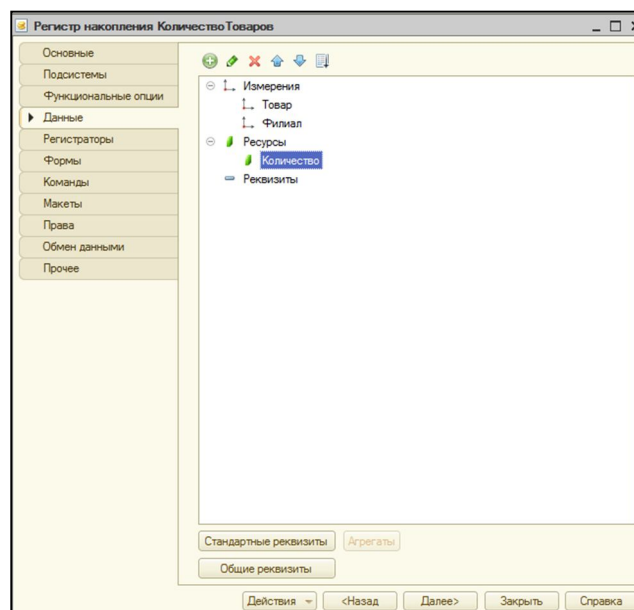 Регистр накопления КоличествоТоваров
Основные
Подсистемы
Функциональные опции
Данные
Регистраторы
Формы
Команды
Макеты
Права
Обмен данными
Прочее
Измерения
Товар
Филиал
Ресурсы
Количество
Реквизиты
Стандартные реквизиты
Агрегаты
Общие реквизиты
Действия
<Назад
Далее>
Закрыть
Справка